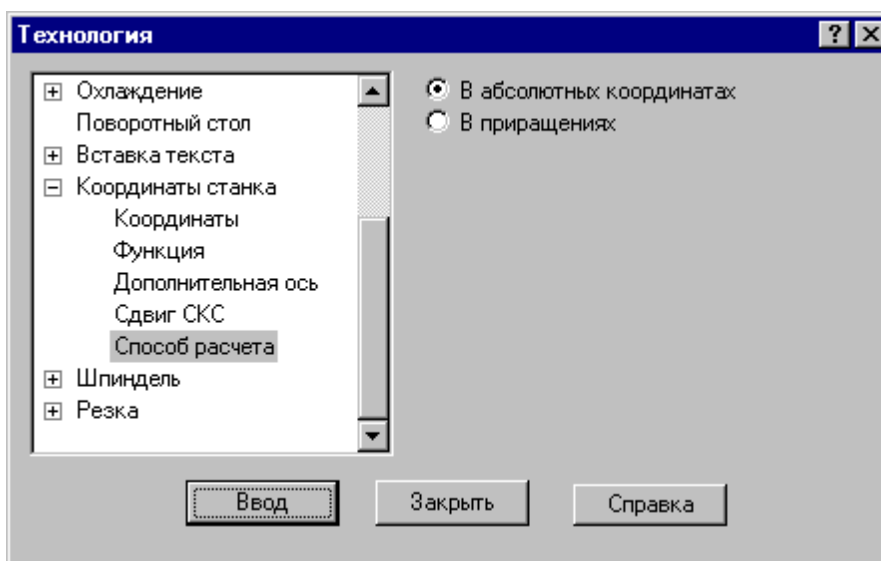 Технология
Охлаждение
Поворотный стол
Вставка текста
Координаты станка
Координаты
Функция
Дополнительная ось
Сдвиг СКС
Способ расчета
Шпиндель
Резка
В абсолютных координатах
В приращениях
Ввод
Закрыть
Справка